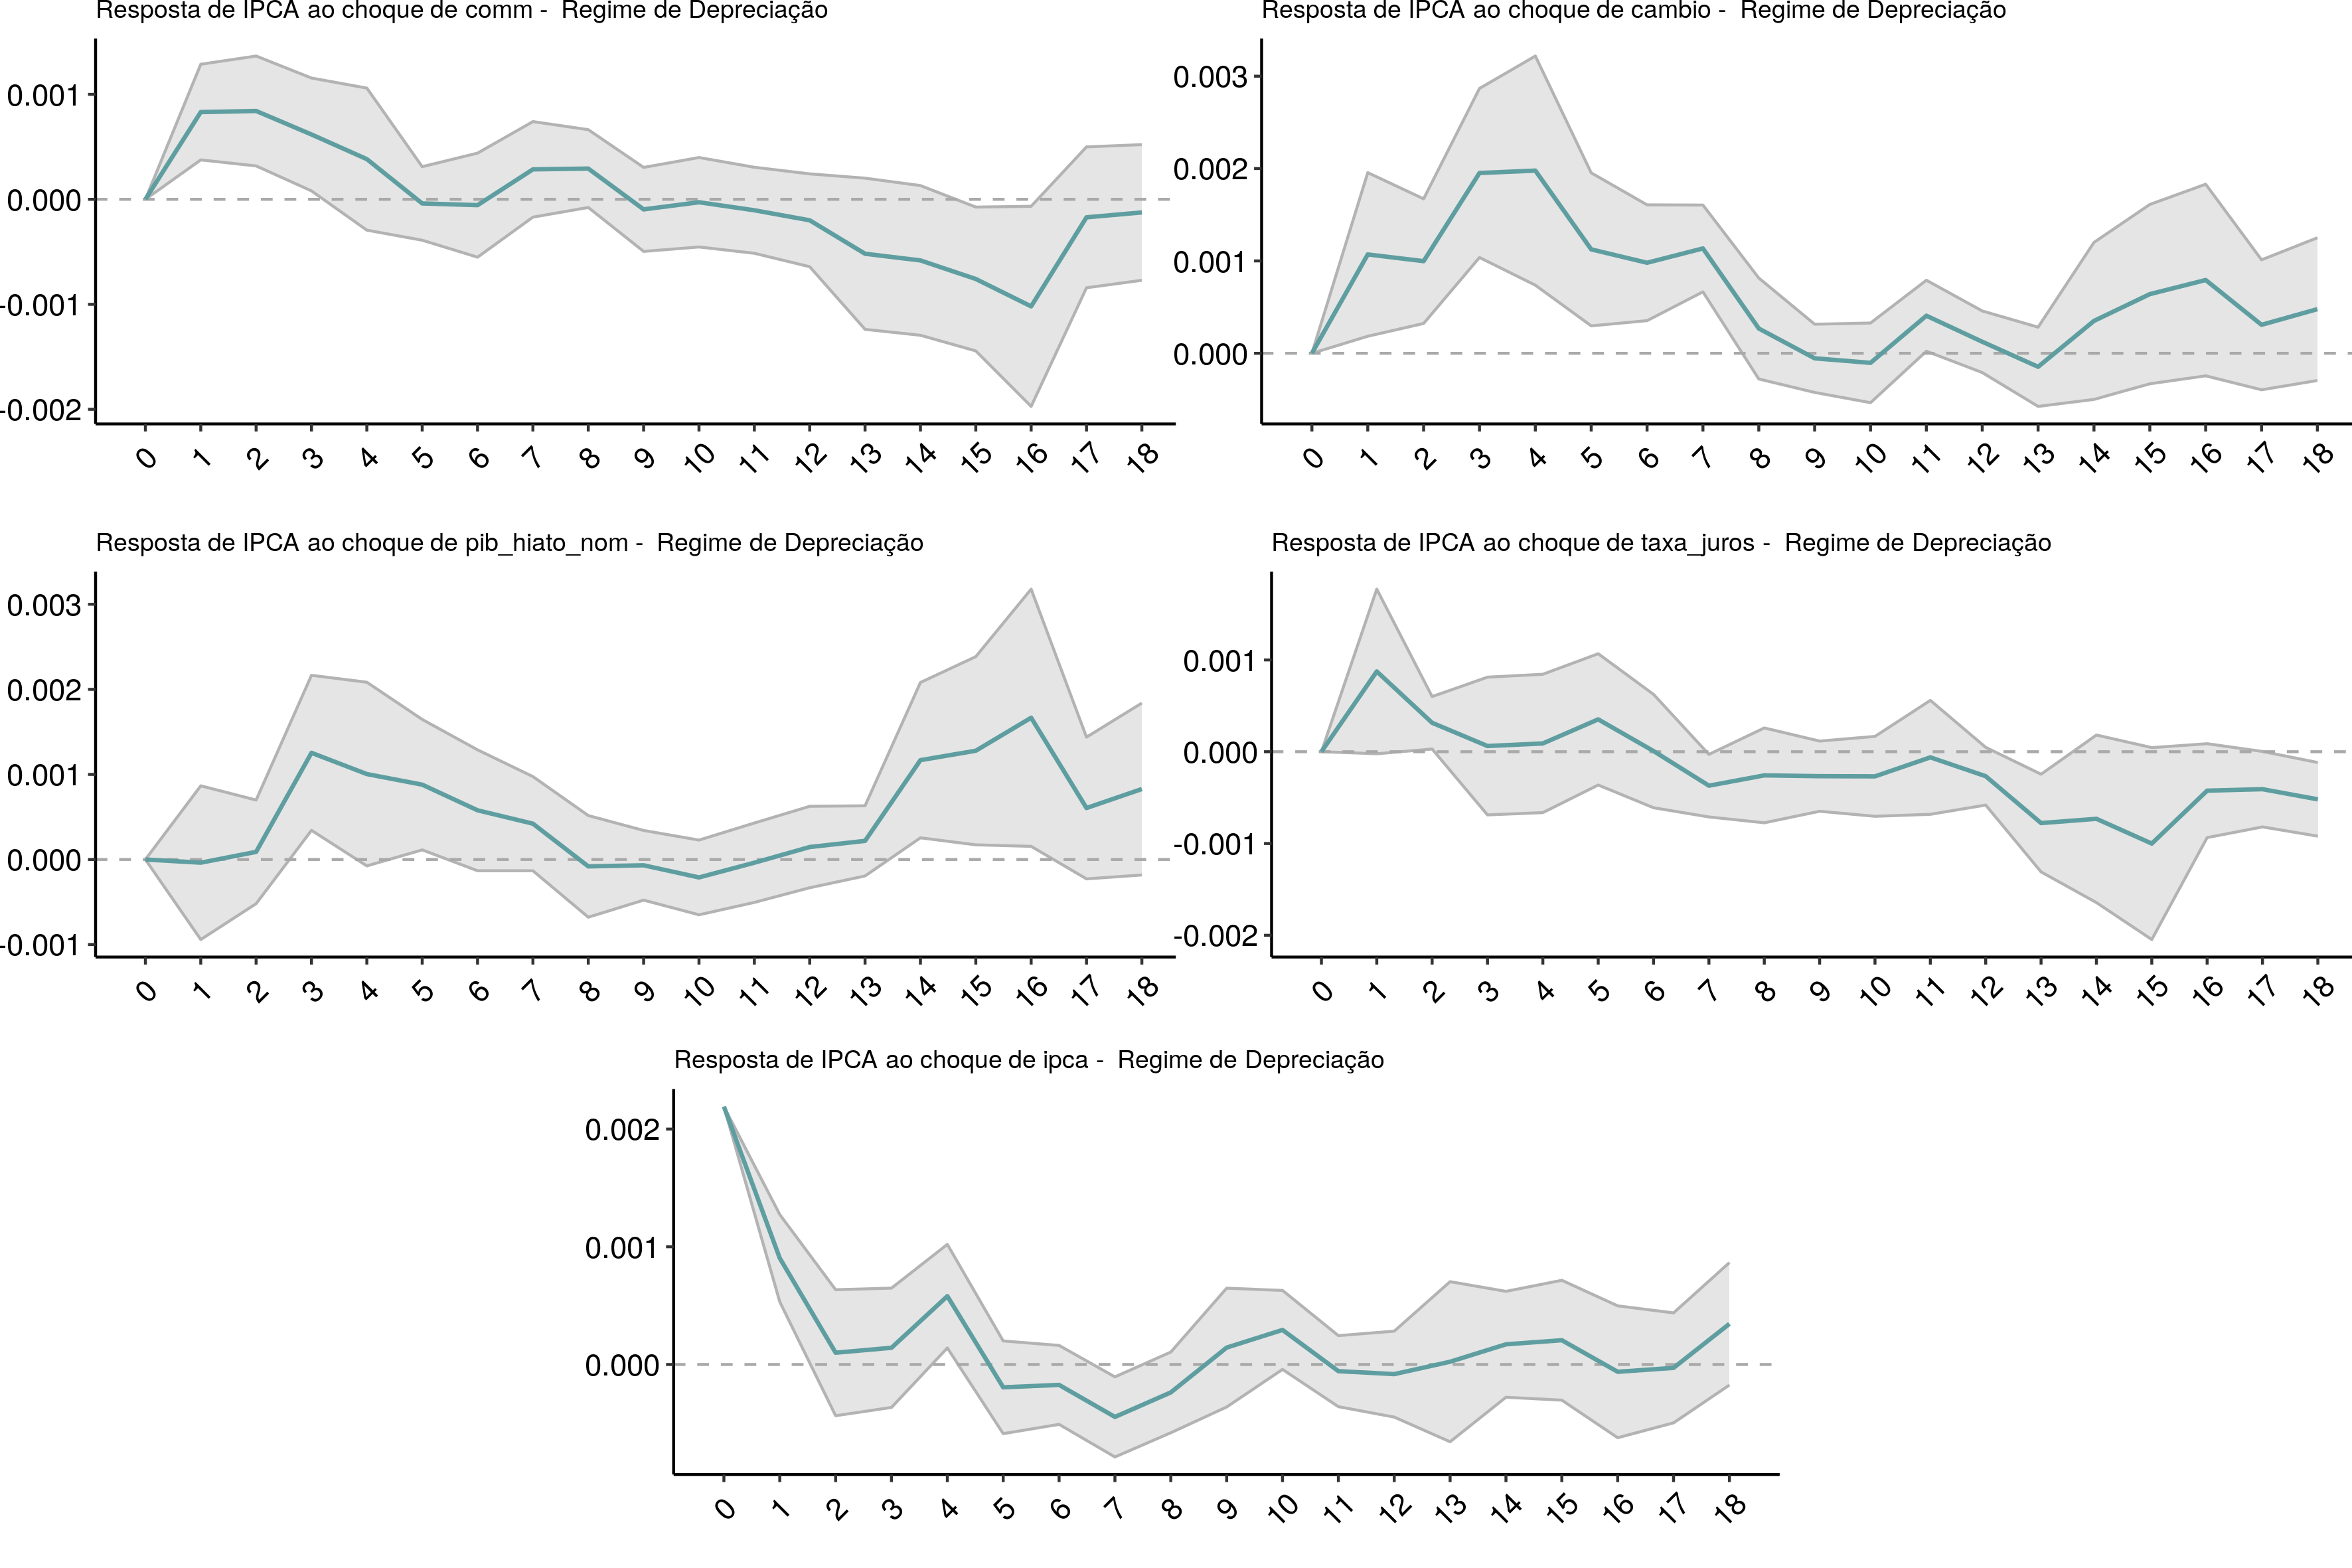 Resposta de IPCA ao choque de comm - Regime de Depreciação
0.001
0.000
-0.001
-0.002
0 1 2 3 4 5 6 7 8 9 10 11 12 13 14 15 16 17 18
Resposta de IPCA ao choque de cambio - Regime de Depreciação
0.003
0.002
0.001
0.000
0 1 2 3 4 5 6 7 8 9 10 11 12 13 14 15 16 17 18
Resposta de IPCA ao choque de pib_hiato_nom - Regime de Depreciação
0.003
0.002
0.001
0.000
-0.001
0 1 2 3 4 5 6 7 8 9 10 11 12 13 14 15 16 17 18
Resposta de IPCA ao choque de taxa_juros - Regime de Depreciação
0.001
0.000
-0.001
-0.002
0 1 2 3 4 5 6 7 8 9 10 11 12 13 14 15 16 17 18
Resposta de IPCA ao choque de ipca - Regime de Depreciação
0.002
0.001
0.000
0 1 2 3 4 5 6 7 8 9 10 11 12 13 14 15 16 17 18